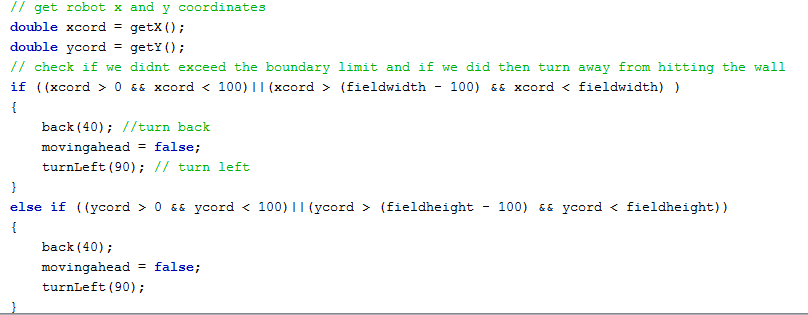 // get robot x and y coordinates
double xcord = getX();
double ycord = getY();
// check if we didnt exceed the boundary limit and if we did then turn away from hitting the wall
if ((xcord > 0 && xcord < 100)||(xcord > (fieldwidth - 100) && xcord < fieldwidth) )
{
    back(40); //turn back
    movingahead = false;
    turnLeft(90); // turn left
}
else if ((ycord > 0 && ycord < 100)||(ycord > (fieldheight - 100) && ycord < fieldheight))
{
    back(40);
    movingahead = false;
    turnLeft(90);
}